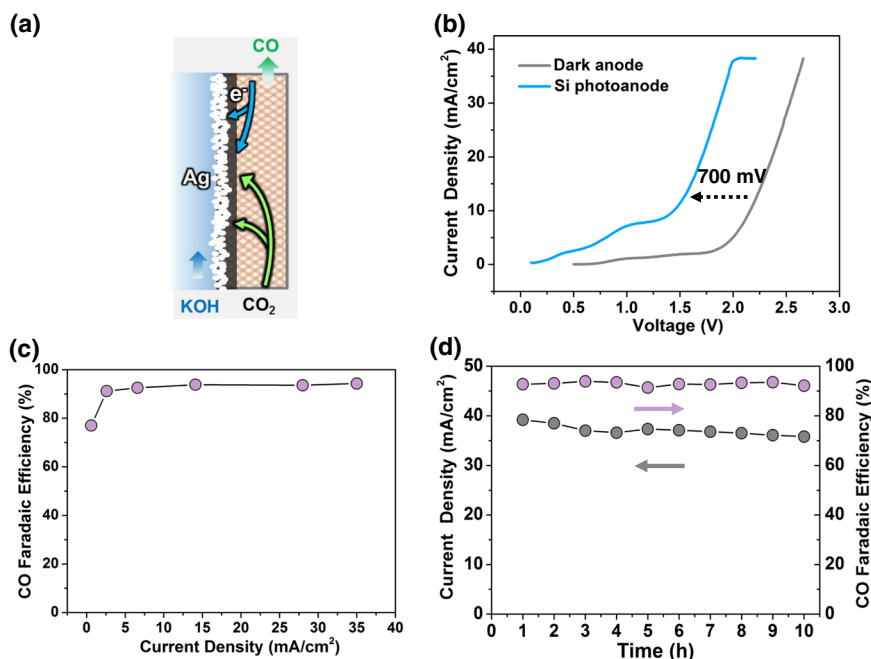 (a)
CO
e-
Ag
KOH
CO2
(b)
Current Density (mA/cm2)
40
30
20
10
0
Dark anode
Si photoanode
700 mV
0.0 0.5 1.0 1.5 2.0 2.5 3.0
Voltage (V)
(c)
CO Faradaic Efficiency (%)
100
80
60
40
20
0
0 5 10 15 20 25 30 35 40
Current Density (mA/cm2)
(d)
Current Density (mA/cm2)
50
40
30
20
10
0
100
80
60
40
20
0
CO Faradaic Efficiency (%)
1 2 3 4 5 6 7 8 9 10
Time (h)